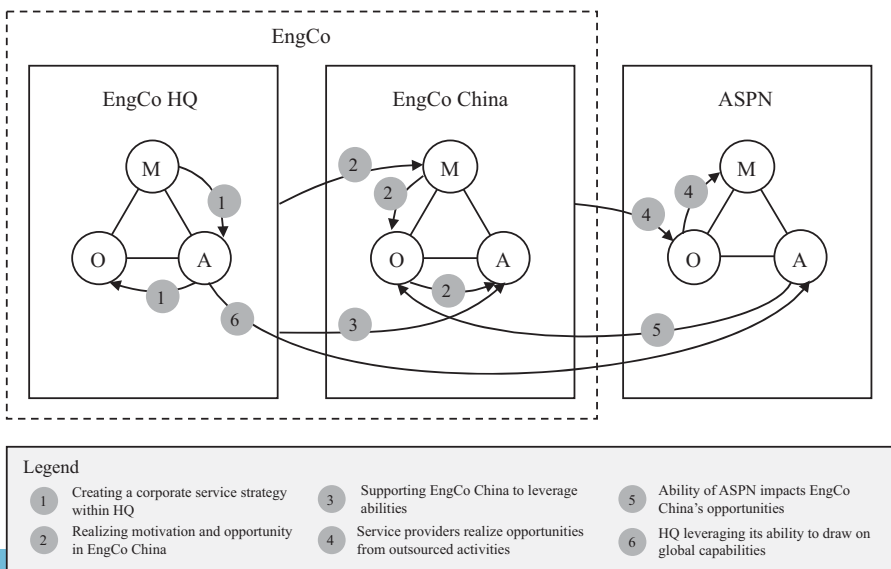 EngCo
EngCo HQ
EngCo China
ASPN
M
O
A
1
1
6
M
O
A
2
2
2
3
M
O
A
4
4
5
Legend
1 Creating a corporate service strategy
within HQ
2 Realizing motivation and opportunity
in EngCo China
3 Supporting EngCo China to leverage
abilities
4 Service providers realize opportunities
from outsourced activities
5 Ability of ASPN impacts EngCo
China's opportunities
6 HQ leveraging its ability to draw on
global capabilities